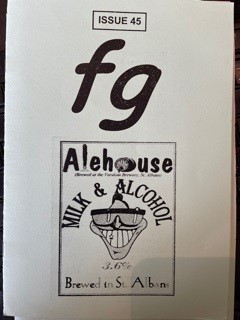 ISSUE 45
fg
Alehouse
(Brewed at the Verulam Brewery, St. Albans)
MILK & ALCOHOL
3.6%
Brewed in St. Albans